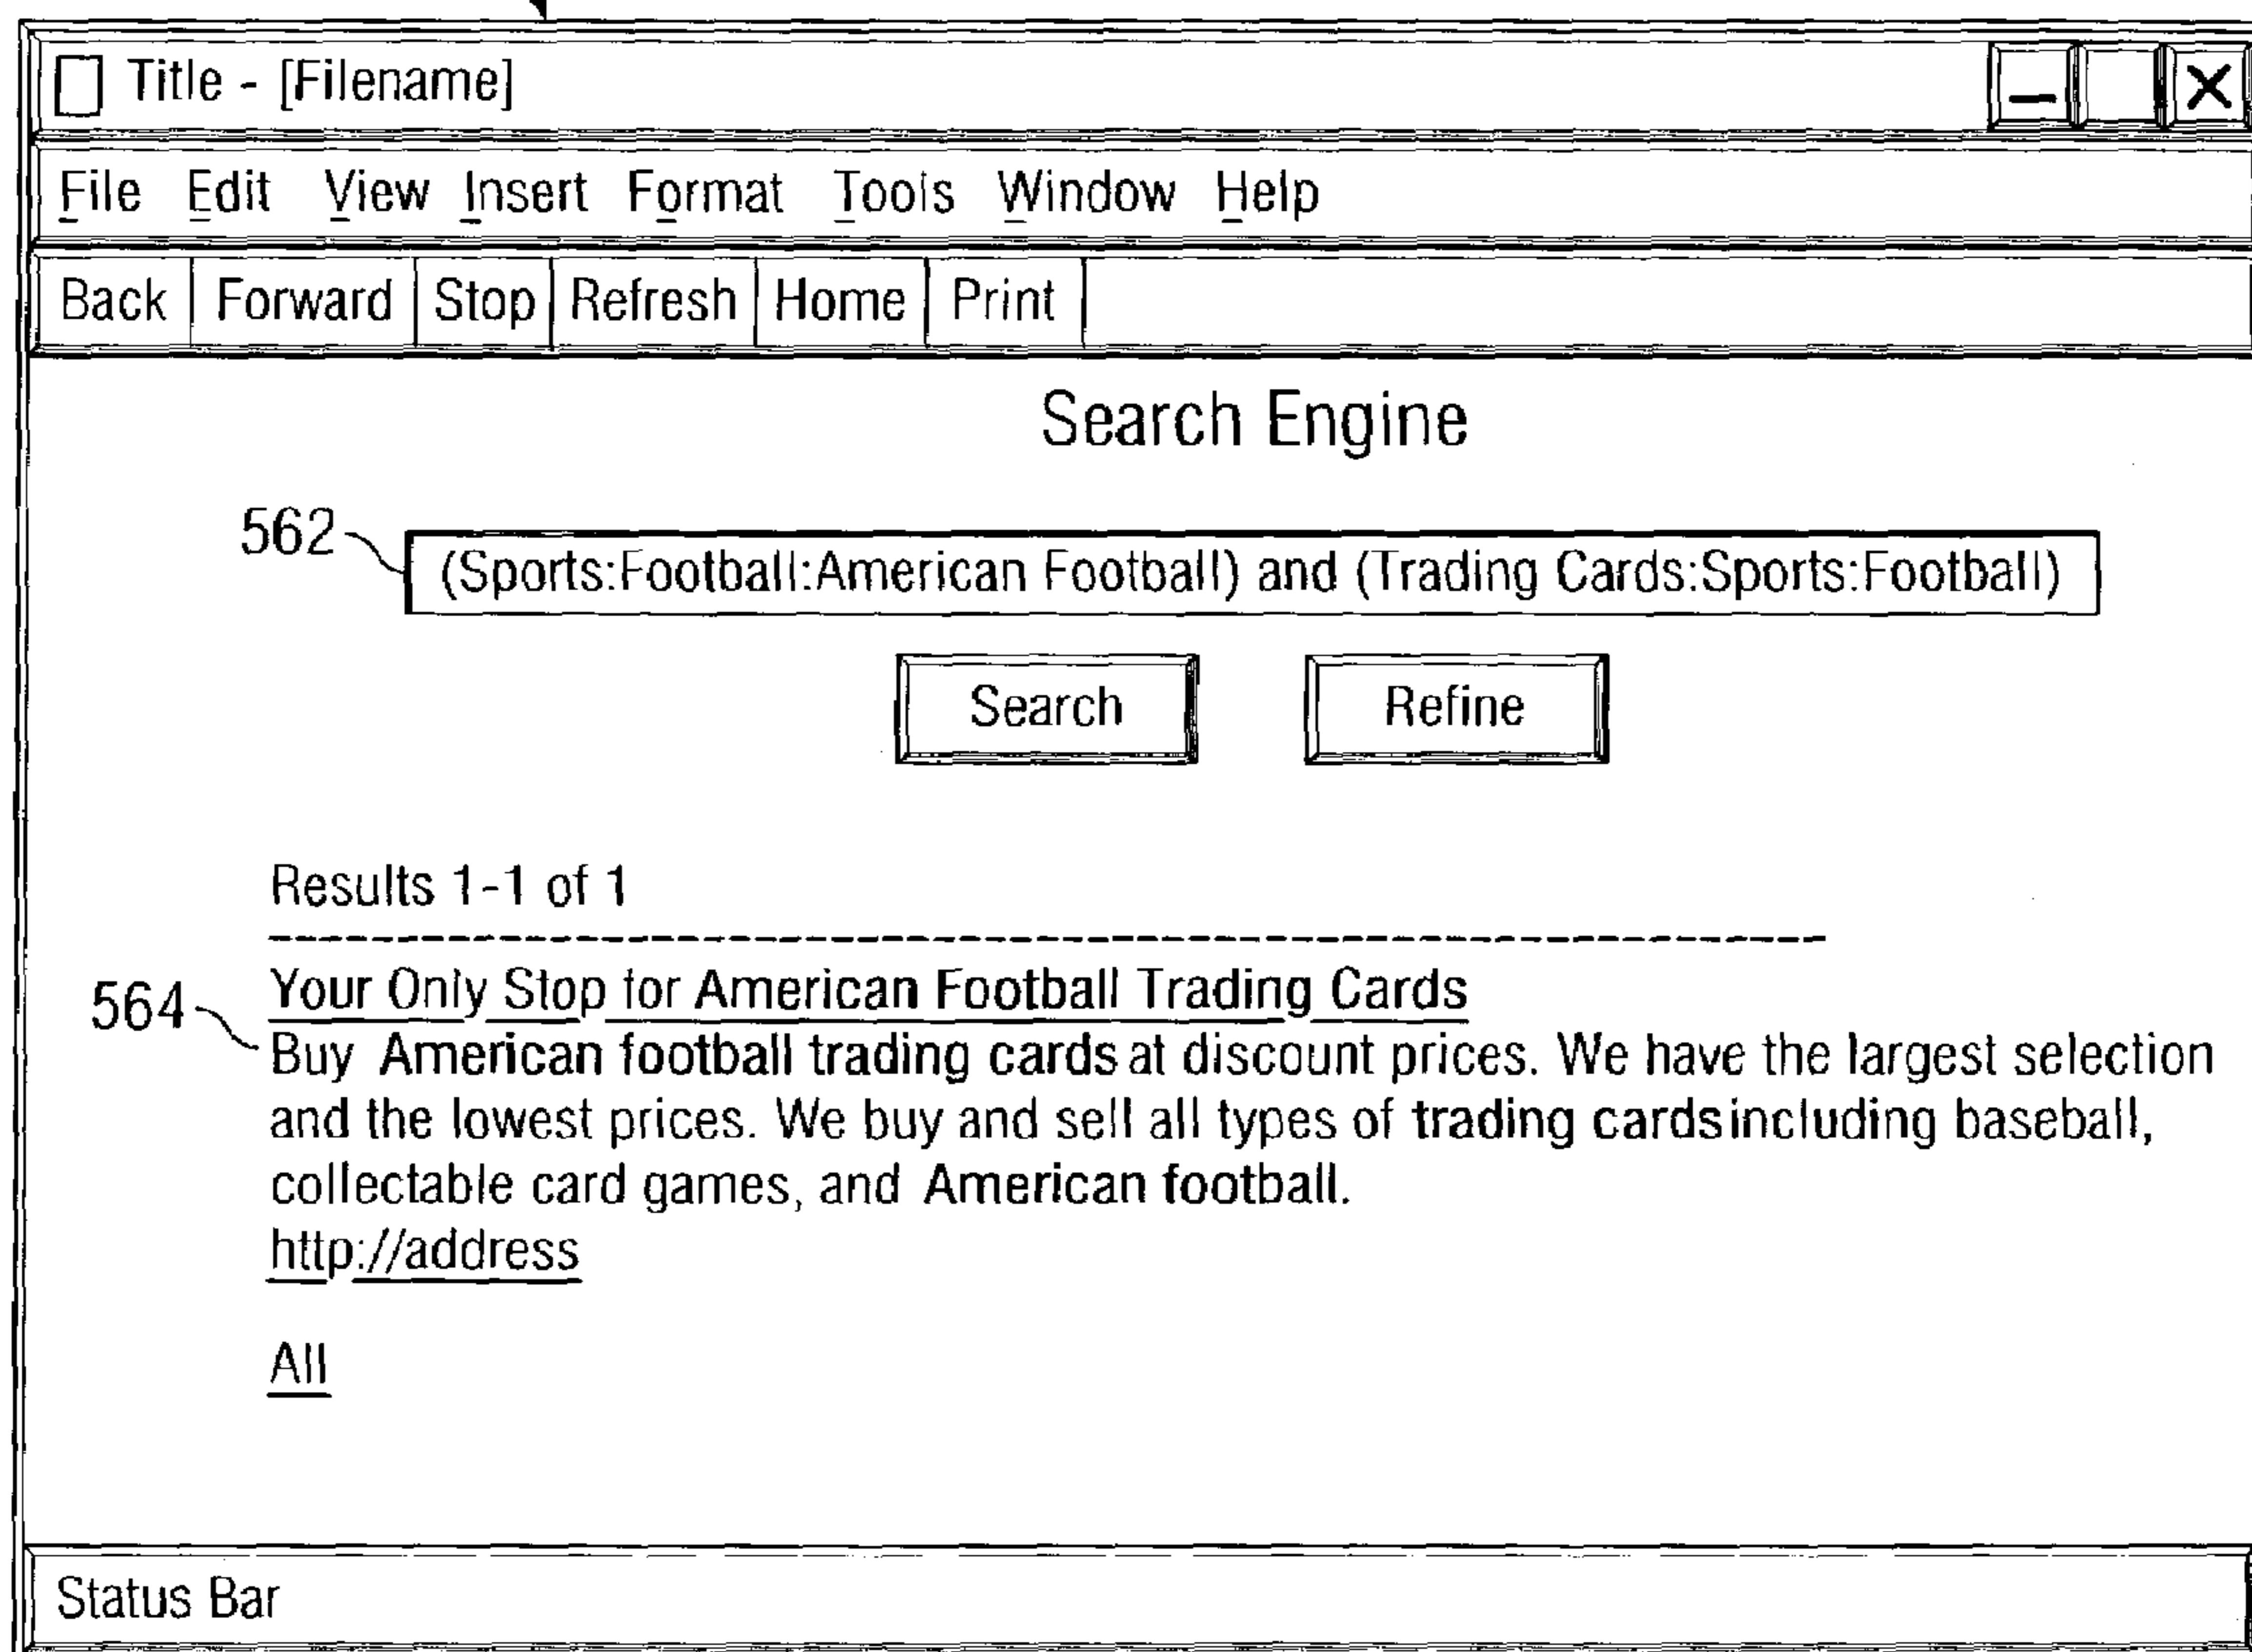 Title - [Filename]
File Edit View Insert Format Tools Window Help
Back Forward Stop Refresh Home Print
Search Engine
562
(Sports:Football:American Football) and (Trading Cards:Sports:Football)
Search Refine
Results 1-1 of 1
Your Only Stop for American Football Trading Cards
564
Buy American football trading cards at discount prices. We have the largest selection
and the lowest prices. We buy and sell all types of trading cards including baseball,
collectable card games, and American football.
http://address
All
Status Bar